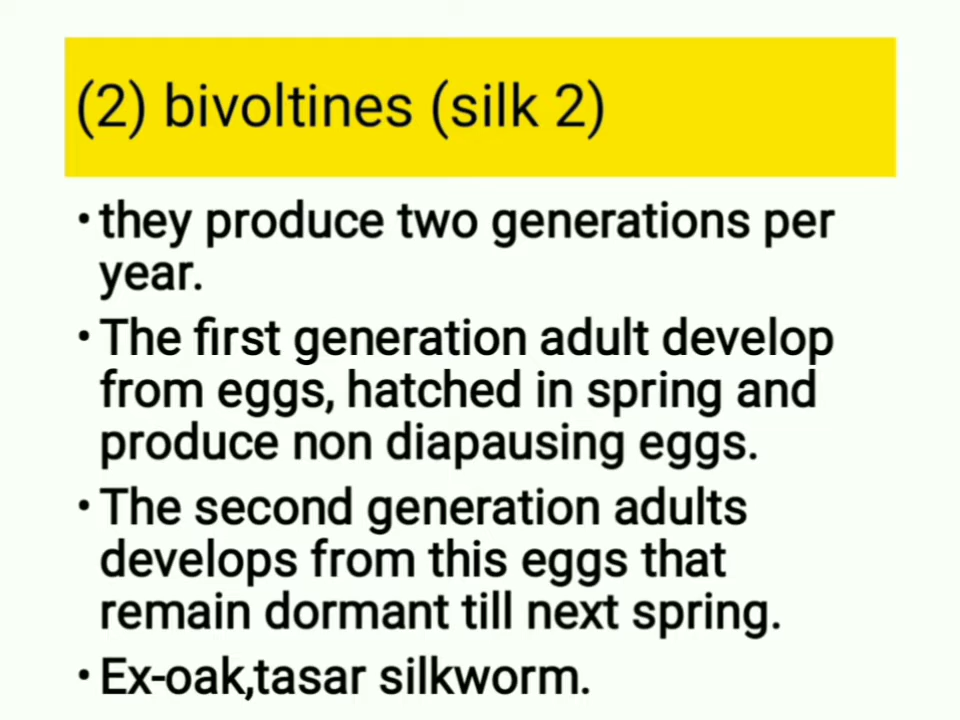 (2) bivoltines (silk 2)
• they produce two generations per
year.
• The first generation adult develop
from eggs, hatched in spring and
produce non diapausing eggs.
• The second generation adults
develops from this eggs that
remain dormant till next spring.
• Ex-oak,tasar silkworm.